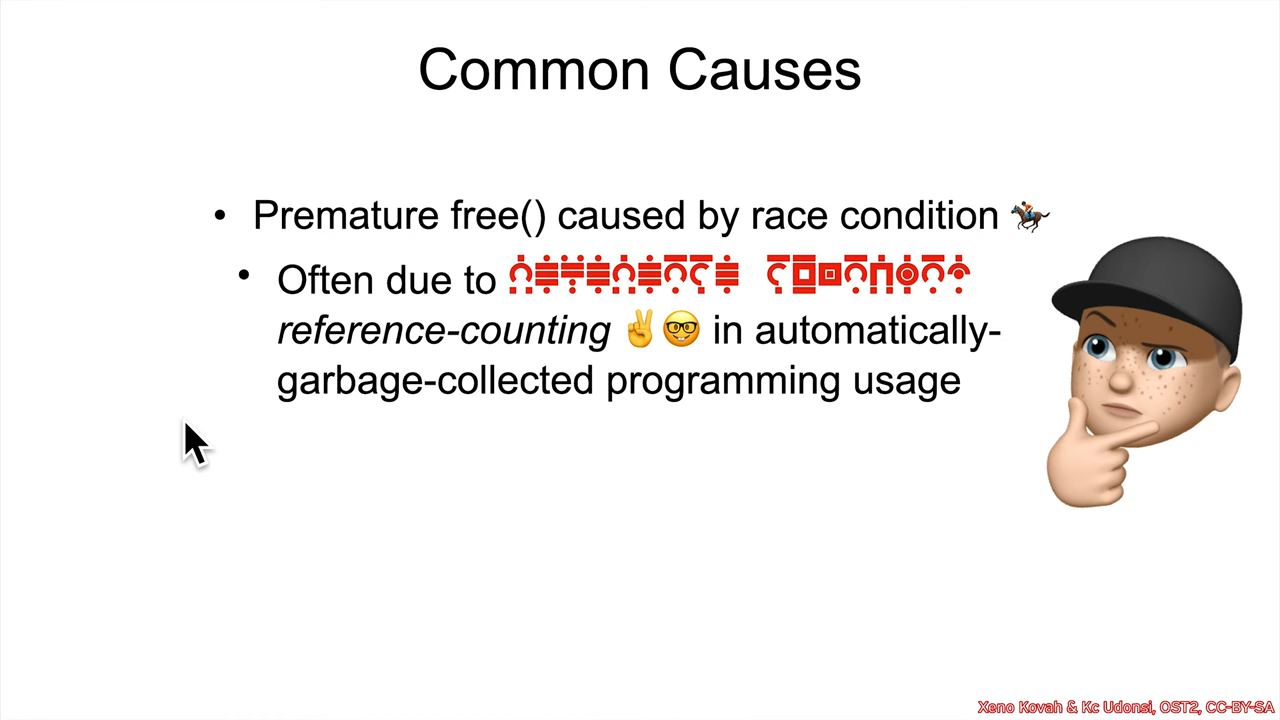 Common Causes
• Premature free() caused by race condition 🏇
• Often due to
reference-counting ✌️🤓 in automatically-
garbage-collected programming usage
Xeno Kovah & Kc Udonsi, OST2, CC-BY-SA